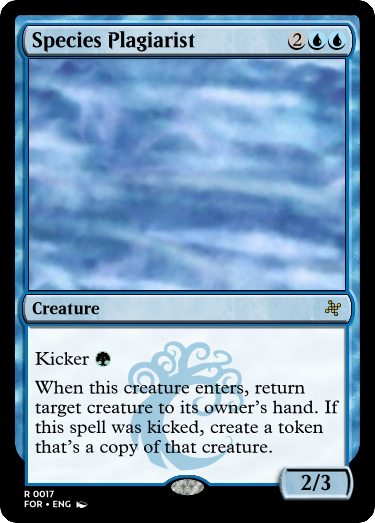 Species Plagiarist 2
Creature
Kicker
When this creature enters, return
target creature to its owner's hand. If
this spell was kicked, create a token
that's a copy of that creature.
2/3
R 0017
FOR • ENG